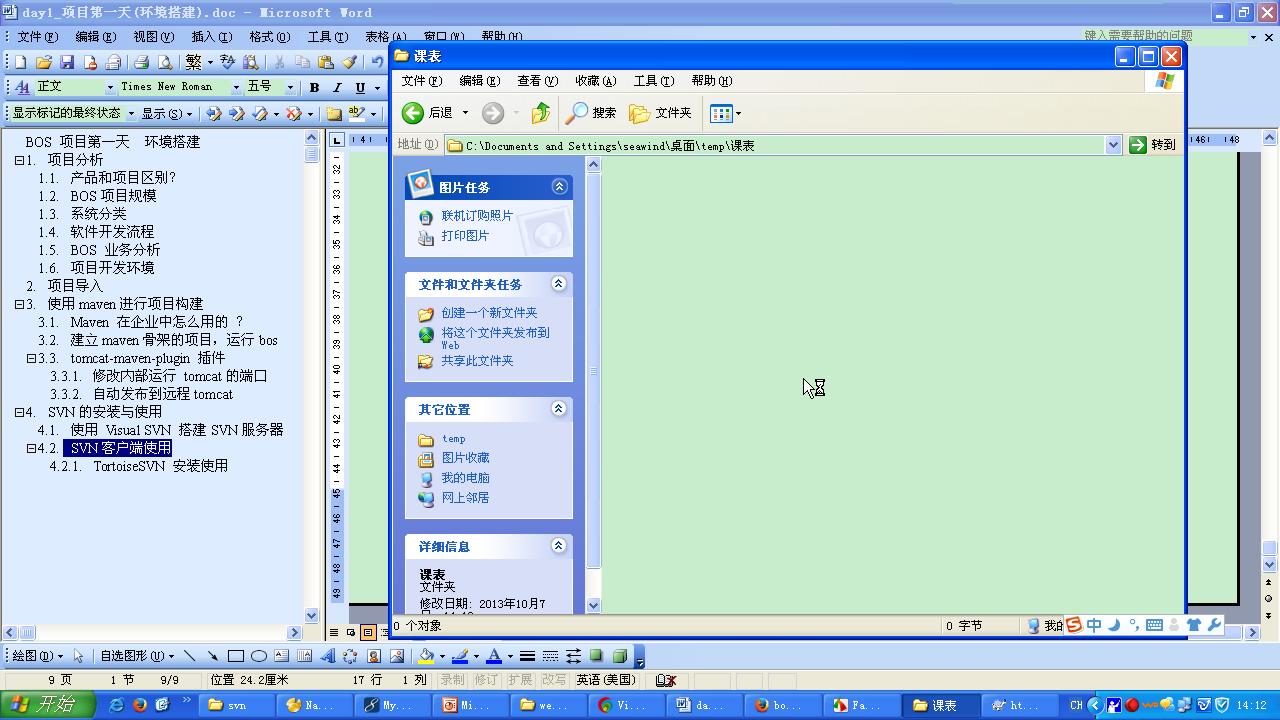 day1_项目第一天(环境搭建).doc - Microsoft Word
文件(F) 编辑(E) 视图(V) 插入(I) 格式(O) 工具(T) 表格(A) 窗口(W) 帮助(H)
键入需要帮助的问题
正文 Times New Roman 五号 B I U
显示标记的最终状态 显示(S)
BOS 项目第一天 环境搭建
1. 项目分析
1.1. 产品和项目区别?
1.2. BOS 项目规模
1.3. 系统分类
1.4. 软件开发流程
1.5. BOS 业务分析
1.6. 项目开发环境
2. 项目导入
3. 使用 maven 进行项目构建
3.1. Maven 在企业中怎么用的 ？
3.2. 建立 maven 骨架的项目，运行 bos
3.3. tomcat-maven-plugin 插件
3.3.1. 修改内部运行 tomcat 的端口
3.3.2. 自动发布到远程 tomcat
4. SVN 的安装与使用
4.1. 使用 Visual SVN 搭建 SVN 服务器
4.2. SVN 客户端使用
4.2.1. TortoiseSVN 安装使用
课表
文件(F) 编辑(E) 查看(V) 收藏(A) 工具(T) 帮助(H)
后退 搜索 文件夹
地址(D) C:\Documents and Settings\seawind\桌面\temp\课表 转到
图片任务
联机订购照片
打印图片
文件和文件夹任务
创建一个新文件夹
将这个文件夹发布到
Web
共享此文件夹
其它位置
temp
图片收藏
我的电脑
网上邻居
详细信息
课表
文件夹
修改日期: 2013年10月7
0 个对象 0 字节 我的
中
绘图(D) 自选图形(U)
9 页 1 节 9/9 位置 24.2厘米 17 行 1 列 录制 修订 扩展 改写 英语(美国)
开始 svn Na... My... Mi... we... Vi... da... bo... Fa... 课表 ht... CH 14:12